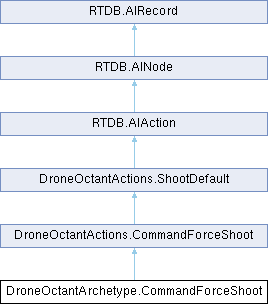 RTDB.AIRecord
RTDB.AINode
RTDB.AIAction
DroneOctantActions.ShootDefault
DroneOctantActions.CommandForceShoot
DroneOctantArchetype.CommandForceShoot